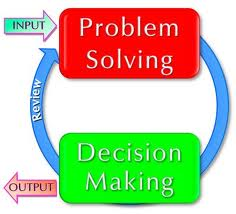 INPUT
Problem
Solving
Review
Decision
Making
OUTPUT